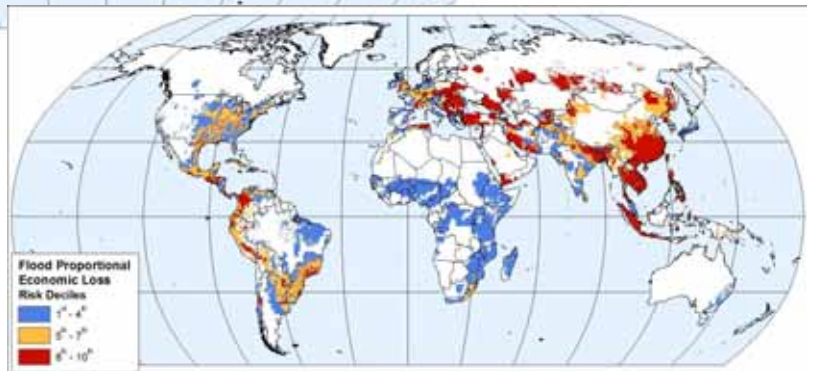 Flood Proportional
Economic Loss
Risk Deciles
1st - 4th
5th - 7th
8th - 10th